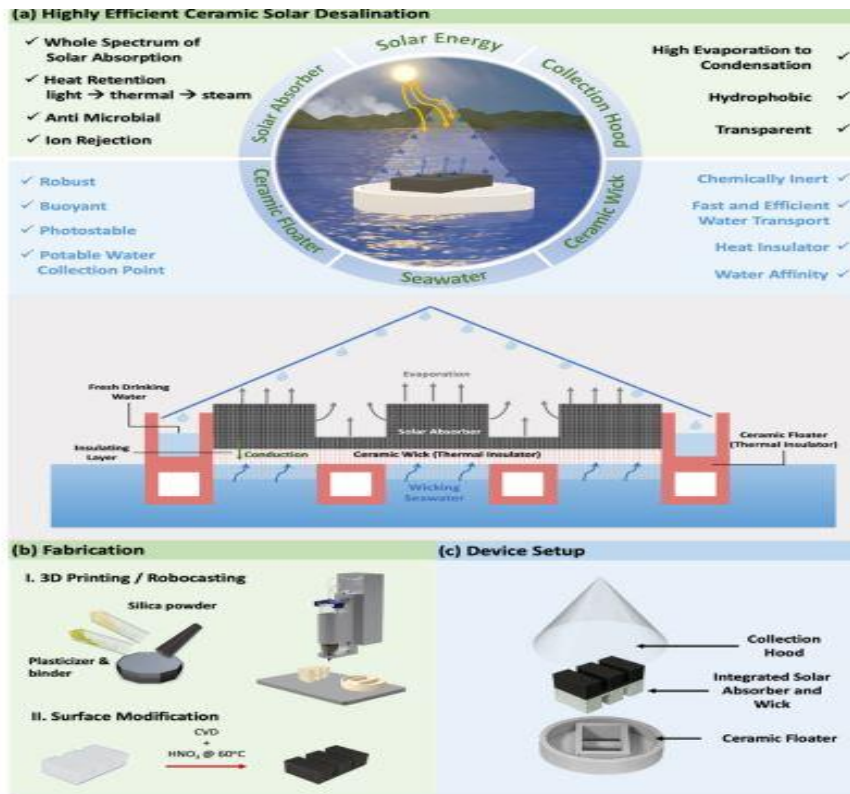 (a) Highly Efficient Ceramic Solar Desalination
✓ Whole Spectrum of
Solar Absorption
✓ Heat Retention
light → thermal → steam
✓ Anti Microbial
✓ Ion Rejection
Solar Energy
Solar Absorber
Collection Hood
Ceramic Floater
Ceramic Wick
Seawater
High Evaporation to ✓
Condensation
Hydrophobic ✓
Transparent ✓
✓ Robust
✓ Buoyant
✓ Photostable
✓ Potable Water
Collection Point
Chemically Inert ✓
Fast and Efficient ✓
Water Transport
Heat Insulator ✓
Water Affinity ✓
Evaporation
Fresh Drinking
Water
Solar Absorber
Insulating
Layer
Conduction
Ceramic Wick (Thermal Insulator)
Ceramic Floater
(Thermal Insulator)
Wicking
Seawater
(b) Fabrication
I. 3D Printing / Robocasting
Silica powder
Plasticizer &
binder
II. Surface Modification
CVD
+
HNO₃ @ 60°C
(c) Device Setup
Collection
Hood
Integrated Solar
Absorber and
Wick
Ceramic Floater